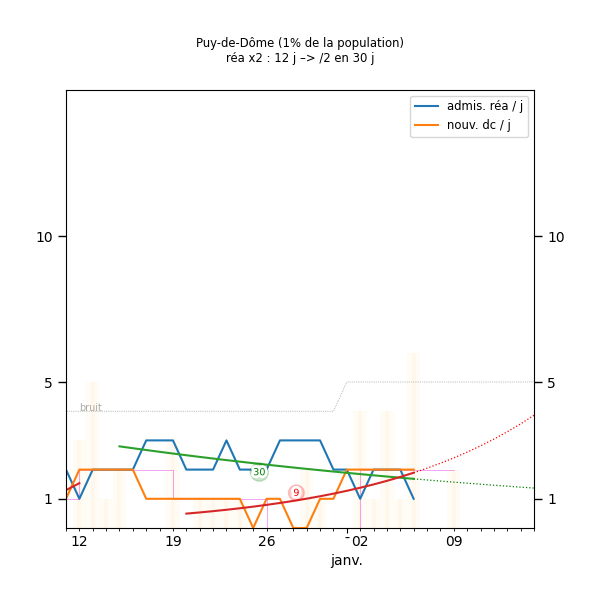 Puy-de-Dôme (1% de la population)
réa x2 : 12 j –> /2 en 30 j
admis. réa / j
nouv. dc / j
10
10
5
5
bruit
30
9
1
1
12
19
26
02
09
janv.